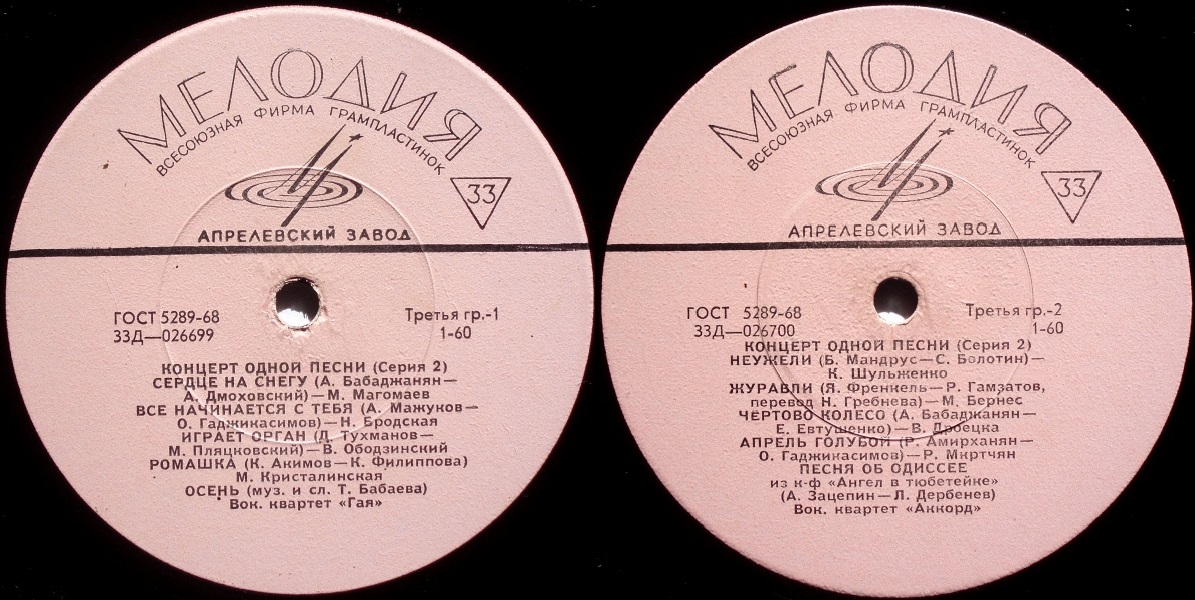 МЕЛОДИЯ
ВСЕСОЮЗНАЯ ФИРМА ГРАМПЛАСТИНОК
33
АПРЕЛЕВСКИЙ ЗАВОД
ГОСТ 5289-68 Третья гр.-1
33Д—026699 1-60
КОНЦЕРТ ОДНОЙ ПЕСНИ (Серия 2)
СЕРДЦЕ НА СНЕГУ (А. Бабаджанян—
А. Дмоховский)—М. Магомаев
ВСЕ НАЧИНАЕТСЯ С ТЕБЯ (А. Мажуков—
О. Гаджикасимов)—Н. Бродская
ИГРАЕТ ОРГАН (Д. Тухманов—
М. Пляцковский)—В. Ободзинский
РОМАШКА (К. Акимов—К. Филиппова)
М. Кристалинская
ОСЕНЬ (муз. и сл. Т. Бабаева)
Вок. квартет «Гая»
МЕЛОДИЯ
ВСЕСОЮЗНАЯ ФИРМА ГРАМПЛАСТИНОК
33
АПРЕЛЕВСКИЙ ЗАВОД
ГОСТ 5289-68 Третья гр.-2
33Д—026700 1-60
КОНЦЕРТ ОДНОЙ ПЕСНИ (Серия 2)
НЕУЖЕЛИ (Б. Мандрус—С. Болотин)—
К. Шульженко
ЖУРАВЛИ (Я. Френкель—Р. Гамзатов,
перевод Н. Гребнева)—М. Бернес
ЧЕРТОВО КОЛЕСО (А. Бабаджанян—
Е. Евтушенко)—В. Дворецка
АПРЕЛЬ ГОЛУБОЙ (Р. Амирханян—
О. Гаджикасимов)—Р. Мкртчян
ПЕСНЯ ОБ ОДИССЕЕ
из к-ф «Ангел в тюбетейке»
(А. Зацепин—Л. Дербенев)
Вок. квартет «Аккорд»